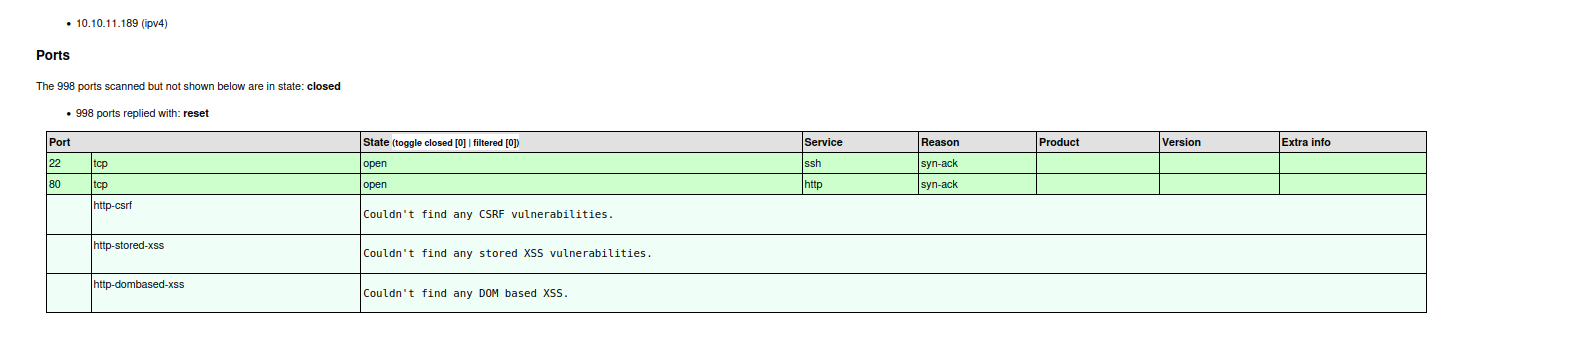 • 10.10.11.189 (ipv4)
Ports
The 998 ports scanned but not shown below are in state: closed
• 998 ports replied with: reset
Port State (toggle closed [0] | filtered [0]) Service Reason Product Version Extra info
22 tcp open ssh syn-ack
80 tcp open http syn-ack
http-csrf Couldn't find any CSRF vulnerabilities.
http-stored-xss Couldn't find any stored XSS vulnerabilities.
http-dombased-xss Couldn't find any DOM based XSS.